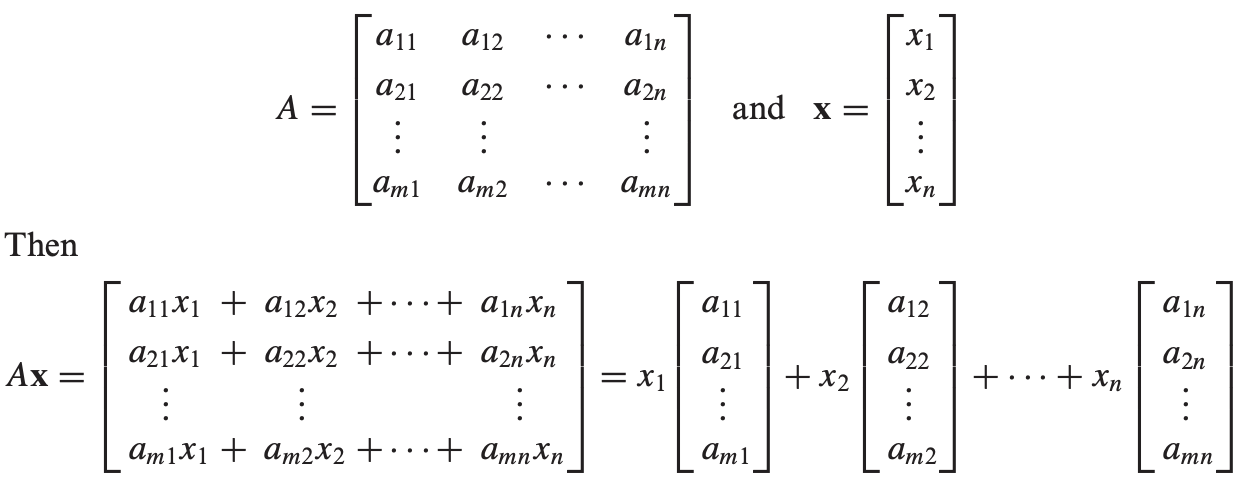 A = [ a₁₁ a₁₂ ⋯ a₁ₙ ; a₂₁ a₂₂ ⋯ a₂ₙ ; ⋮ ⋮ ⋮ ; aₘ₁ aₘ₂ ⋯ aₘₙ ] and 𝐱 = [ x₁ ; x₂ ; ⋮ ; xₙ ]
Then
A𝐱 = [ a₁₁x₁ + a₁₂x₂ + ⋯ + a₁ₙxₙ ; a₂₁x₁ + a₂₂x₂ + ⋯ + a₂ₙxₙ ; ⋮ ⋮ ⋮ ; aₘ₁x₁ + aₘ₂x₂ + ⋯ + aₘₙxₙ ] = x₁ [ a₁₁ ; a₂₁ ; ⋮ ; aₘ₁ ] + x₂ [ a₁₂ ; a₂₂ ; ⋮ ; aₘ₂ ] + ⋯ + xₙ [ a₁ₙ ; a₂ₙ ; ⋮ ; aₘₙ ]